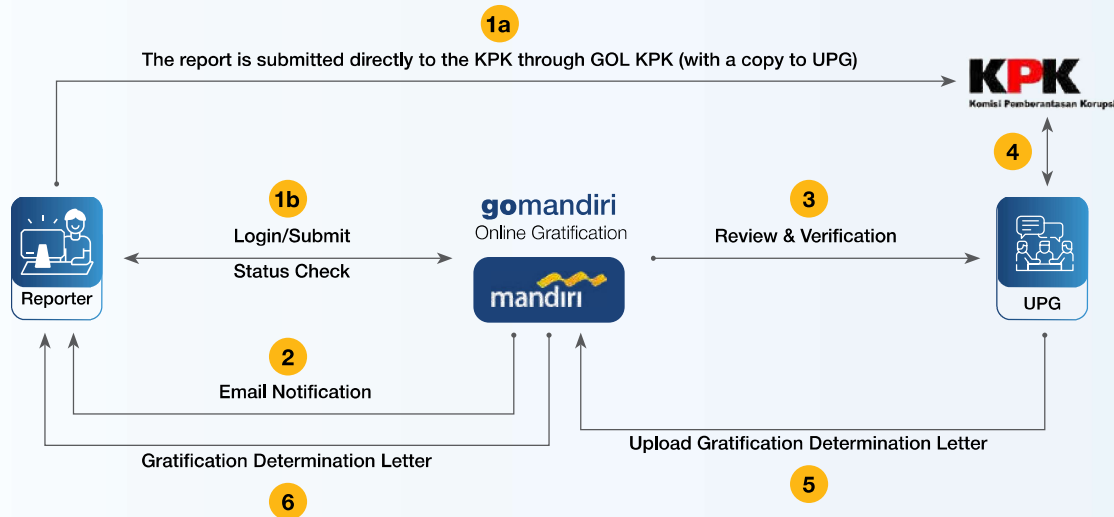 1a
The report is submitted directly to the KPK through GOL KPK (with a copy to UPG)
KPK
Komisi Pemberantasan Korupsi
4
1b
Login/Submit
Status Check
gomandiri
Online Gratification
mandiri
3
Review & Verification
Reporter
UPG
2
Email Notification
Gratification Determination Letter
6
Upload Gratification Determination Letter
5